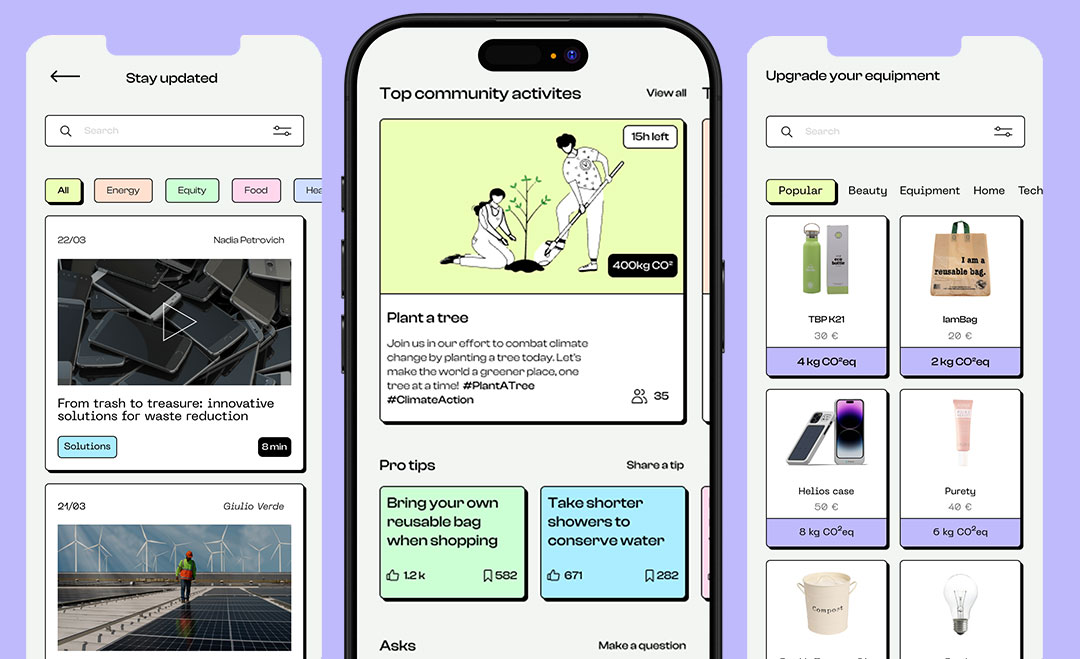 Stay updated
Search
All
Energy
Equity
Food
22/03
Nadia Petrovich
From trash to treasure: innovative
solutions for waste reduction
Solutions
8 min
21/03
Giulio Verde
Top community activites
View all
15h left
400kg CO²
Plant a tree
Join us in our effort to combat climate
change by planting a tree today. Let's
make the world a greener place, one
tree at a time! #PlantATree
#ClimateAction
35
Pro tips
Share a tip
Bring your own
reusable bag
when shopping
1.2 k
582
Take shorter
showers to
conserve water
671
282
Asks
Make a question
Upgrade your equipment
Search
Popular
Beauty
Equipment
Home
Tech
eco
bottle
I am a
reusable bag.
TBP K21
30 €
4 kg CO²eq
IamBag
20 €
2 kg CO²eq
Helios case
50 €
8 kg CO²eq
Purety
40 €
6 kg CO²eq
Compost